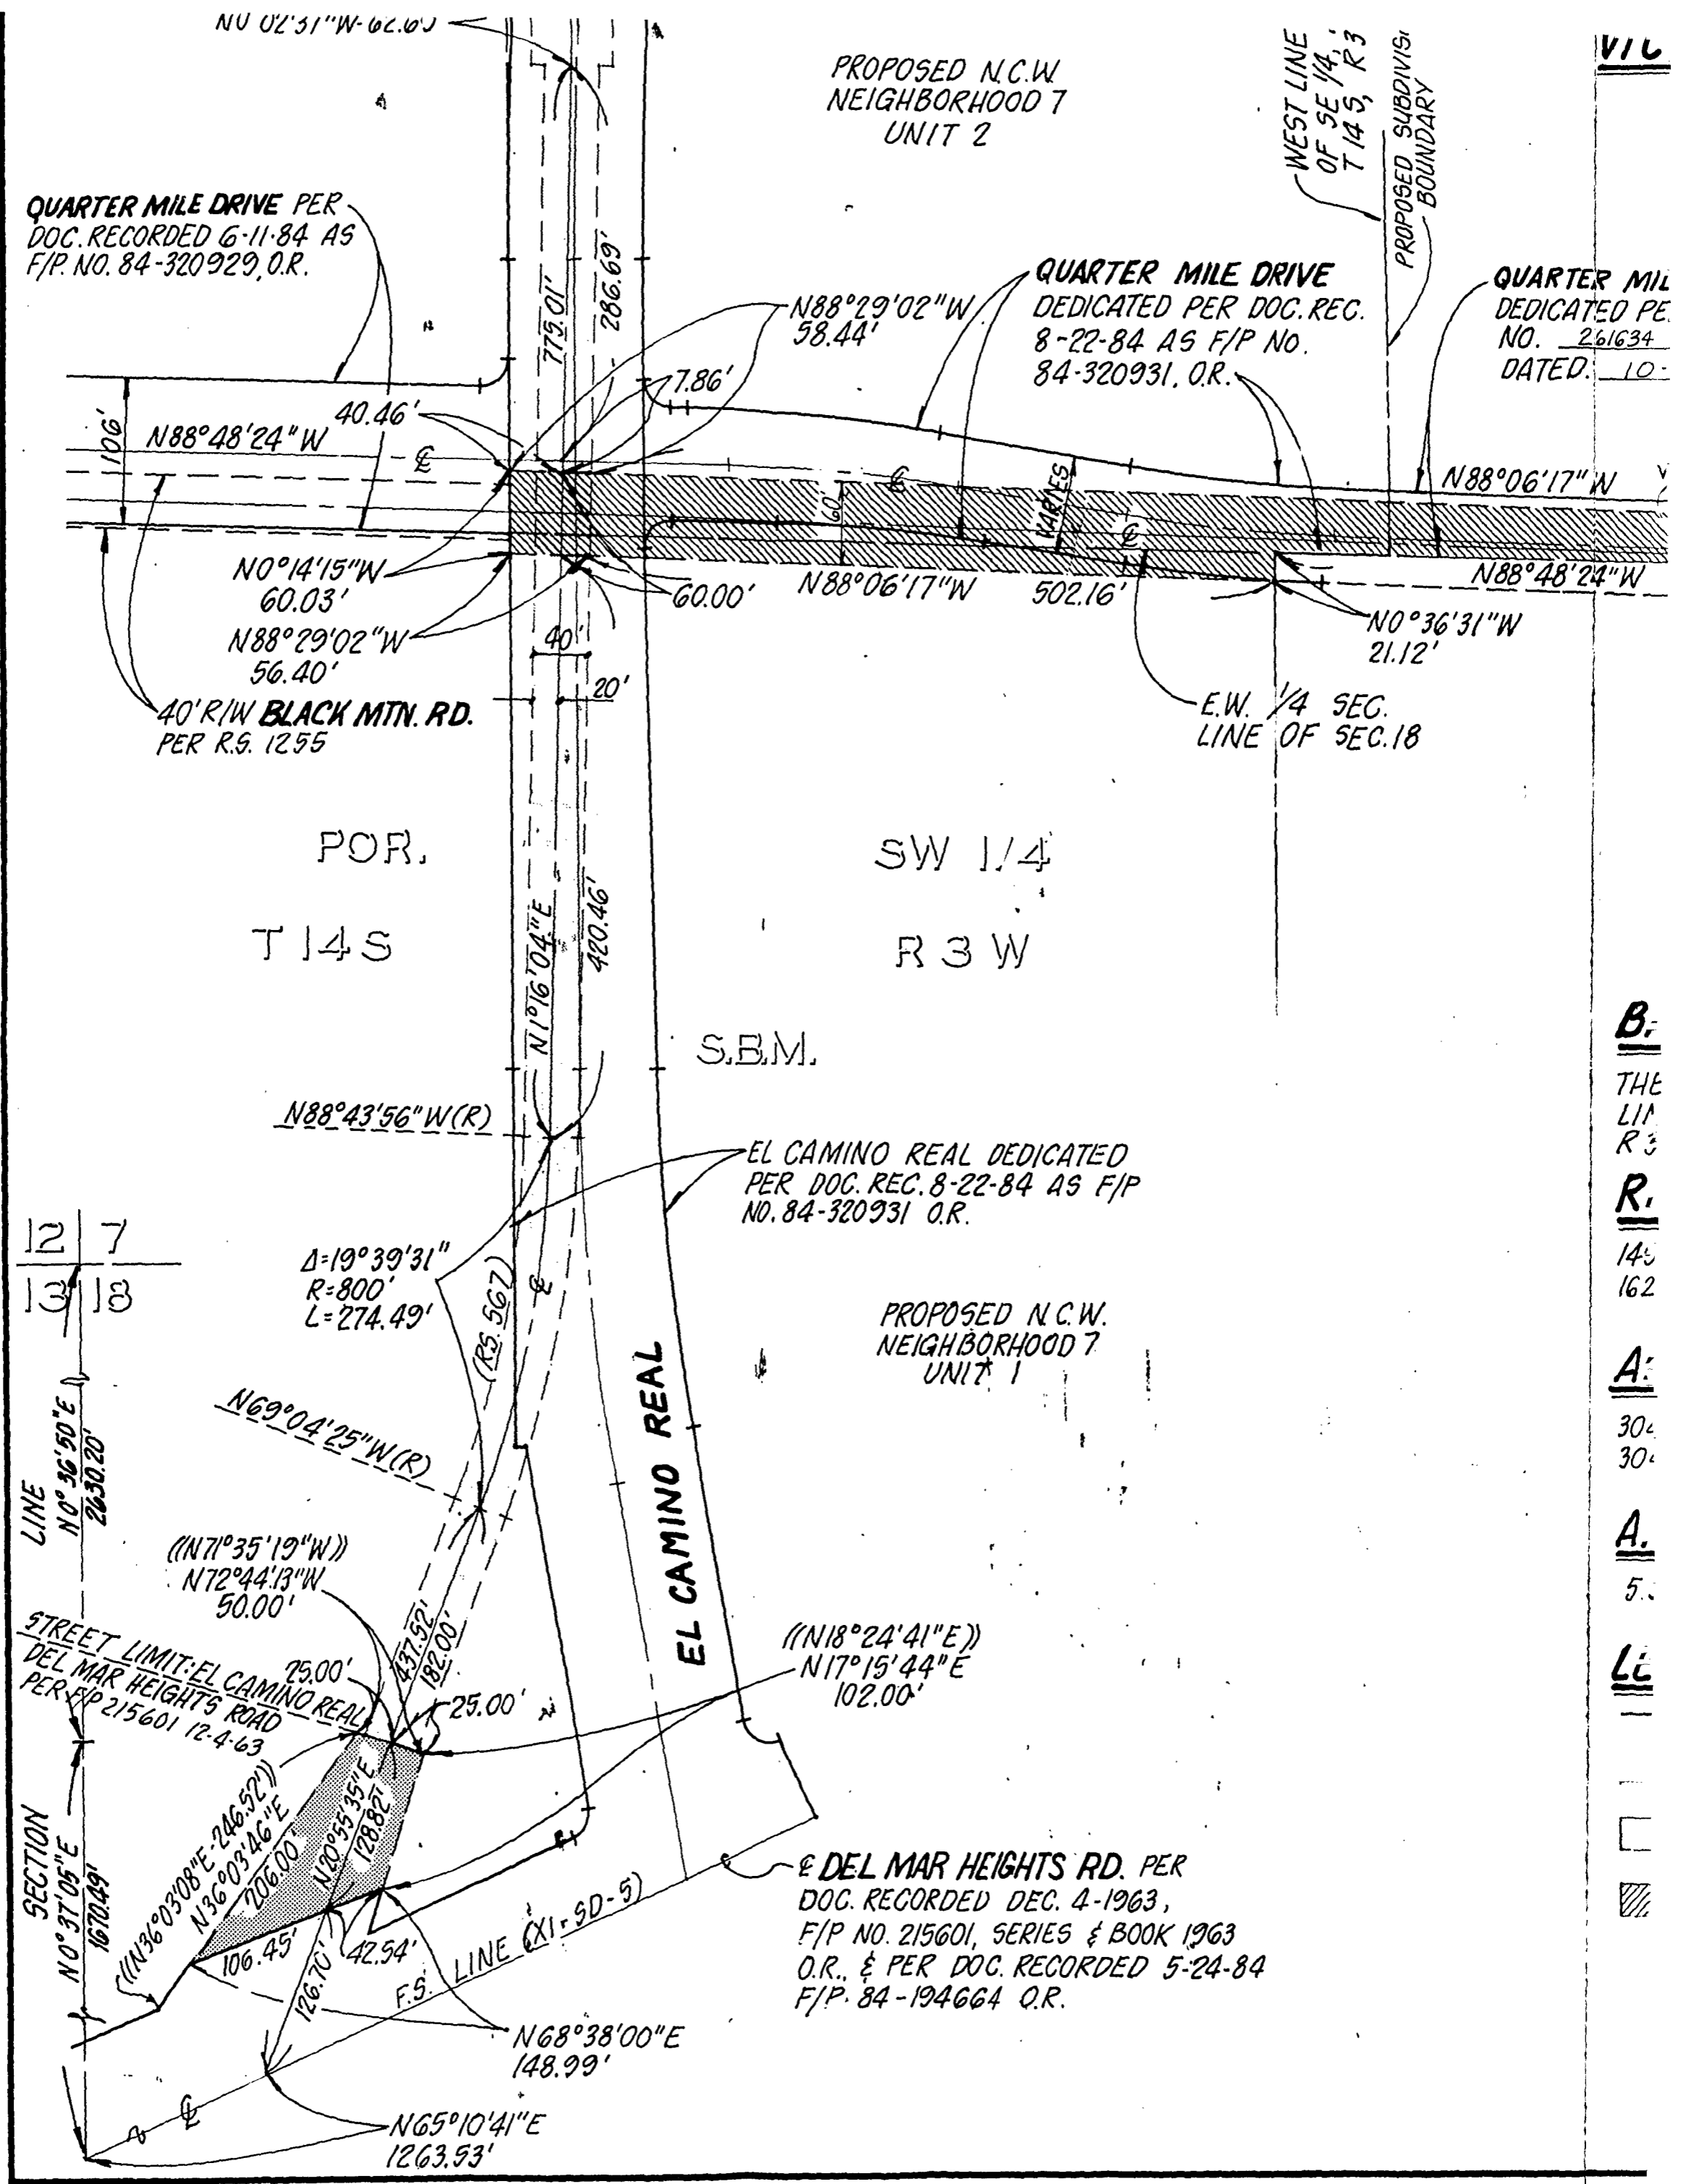 PROPOSED N.C.W.
NEIGHBORHOOD 7
UNIT 2
WEST LINE
OF SE 1/4,
T 14 S, R 3
PROPOSED SUBDIVISI
BOUNDARY
QUARTER MILE DRIVE PER
DOC. RECORDED 6-11-84 AS
F/P. NO. 84-320929, O.R.
775.01'
286.69'
N88°29'02"W
58.44'
QUARTER MILE DRIVE
DEDICATED PER DOC. REC.
8-22-84 AS F/P NO.
84-320931, O.R.
QUARTER MIL
DEDICATED PE
NO. 261634
DATED. 10-
7.86'
40.46'
106'
N88°48'24"W
℄
℄
60'
VARIES
℄
N88°06'17"W
N0°14'15"W
60.03'
N88°29'02"W
56.40'
60.00'
N88°06'17"W
502.16'
N88°48'24"W
N0°36'31"W
21.12'
40'
20'
40' R/W BLACK MTN. RD.
PER R.S. 1255
E.W. 1/4 SEC.
LINE OF SEC. 18
POR.
SW 1/4
T 14 S
R 3 W
S.B.M.
N1°16'04"E
420.46'
N88°43'56"W(R)
EL CAMINO REAL DEDICATED
PER DOC. REC. 8-22-84 AS F/P
NO. 84-320931 O.R.
THE
R.
162
12 7
13 18
Δ=19°39'31"
R=800'
L=274.49'
(RS. 567)
℄
PROPOSED N.C.W.
NEIGHBORHOOD 7
UNIT 1
EL CAMINO REAL
N69°04'25"W(R)
LINE
N0°36'50"E
2630.20'
((N71°35'19"W))
N72°44'13"W
50.00'
STREET LIMIT: EL CAMINO REAL
DEL MAR HEIGHTS ROAD
PER F/P 215601 12-4-63
25.00'
437.52'
182.00'
25.00'
((N18°24'41"E))
N17°15'44"E
102.00'
SECTION
N0°37'05"E
1670.49'
((N36°03'08"E-246.52'))
N36°03'46"E
206.00'
N20°55'35"E
128.82'
106.45'
42.54'
126.70'
F.S. LINE (XI-SD-5)
℄ DEL MAR HEIGHTS RD. PER
DOC. RECORDED DEC. 4-1963,
F/P NO. 215601, SERIES & BOOK 1963
O.R., & PER DOC. RECORDED 5-24-84
F/P. 84-194664 O.R.
N68°38'00"E
148.99'
℄
N65°10'41"E
1263.53'